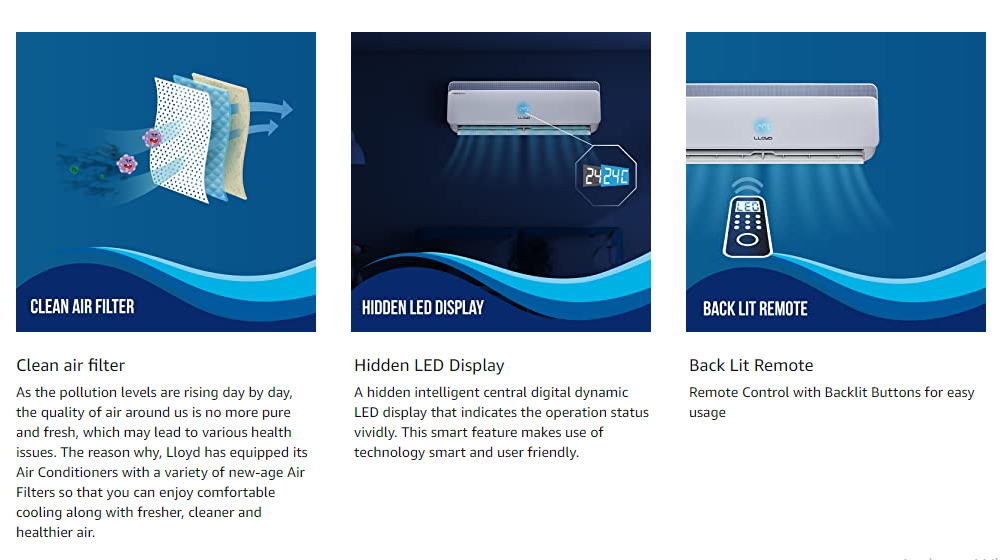 LLOYD
24 24C
LLOYD
LED
CLEAN AIR FILTER
HIDDEN LED DISPLAY
BACK LIT REMOTE
Clean air filter
As the pollution levels are rising day by day,
the quality of air around us is no more pure
and fresh, which may lead to various health
issues. The reason why, Lloyd has equipped its
Air Conditioners with a variety of new-age Air
Filters so that you can enjoy comfortable
cooling along with fresher, cleaner and
healthier air.
Hidden LED Display
A hidden intelligent central digital dynamic
LED display that indicates the operation status
vividly. This smart feature makes use of
technology smart and user friendly.
Back Lit Remote
Remote Control with Backlit Buttons for easy
usage